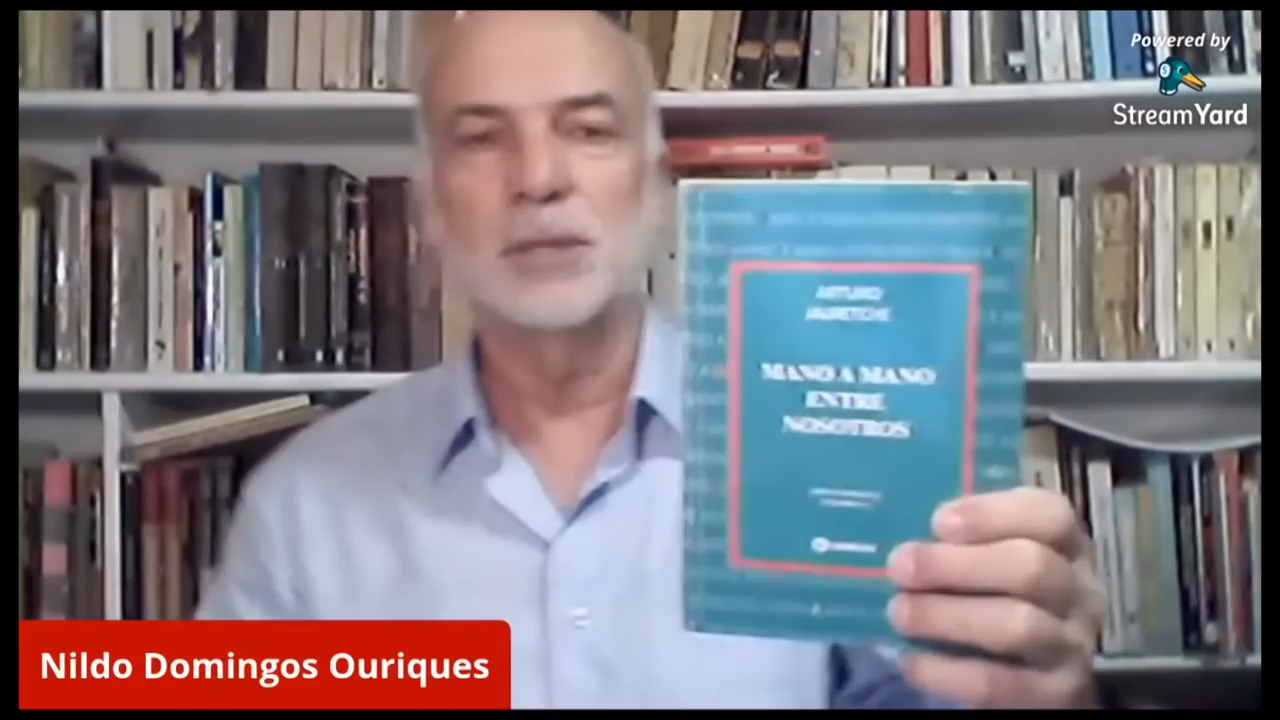 Powered by
StreamYard
ARTURO
JAURETCHE
MANO A MANO
ENTRE
NOSOTROS
Nildo Domingos Ouriques